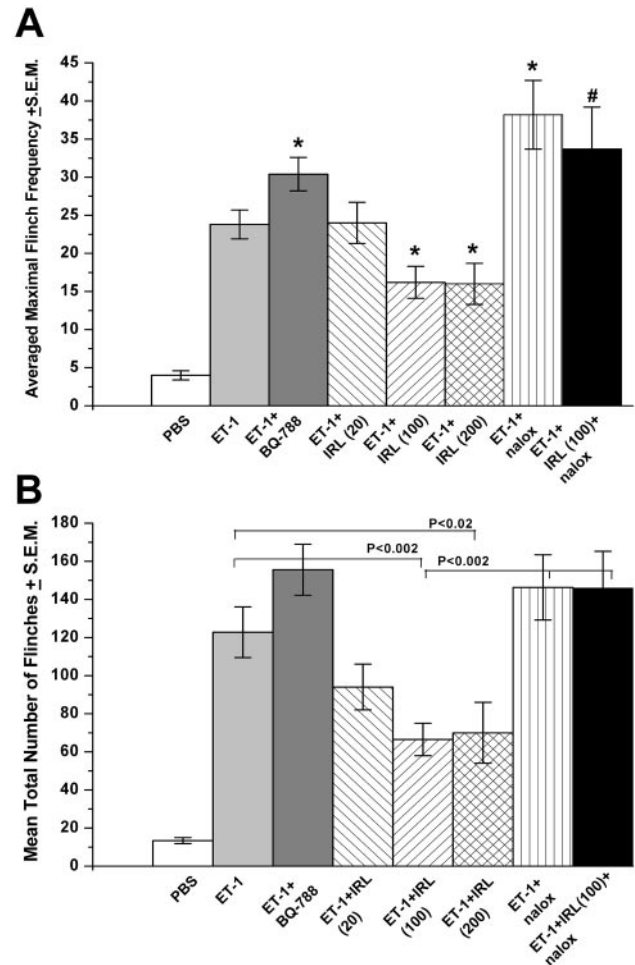 A
Averaged Maximal Flinch Frequency ±S.E.M.
45
40
35
30
25
20
15
10
5
0
*
*
*
*
#
PBS
ET-1
ET-1+
BQ-788
ET-1+
IRL (20)
ET-1+
IRL (100)
ET-1+
IRL (200)
ET-1+
nalox
ET-1+
IRL (100)+
nalox
B
Mean Total Number of Flinches ± S.E.M.
180
160
140
120
100
80
60
40
20
0
P<0.02
P<0.002
P<0.002
PBS
ET-1
ET-1+
BQ-788
ET-1+IRL
(20)
ET-1+IRL
(100)
ET-1+IRL
(200)
ET-1+
nalox
ET-1+IRL(100)+
nalox